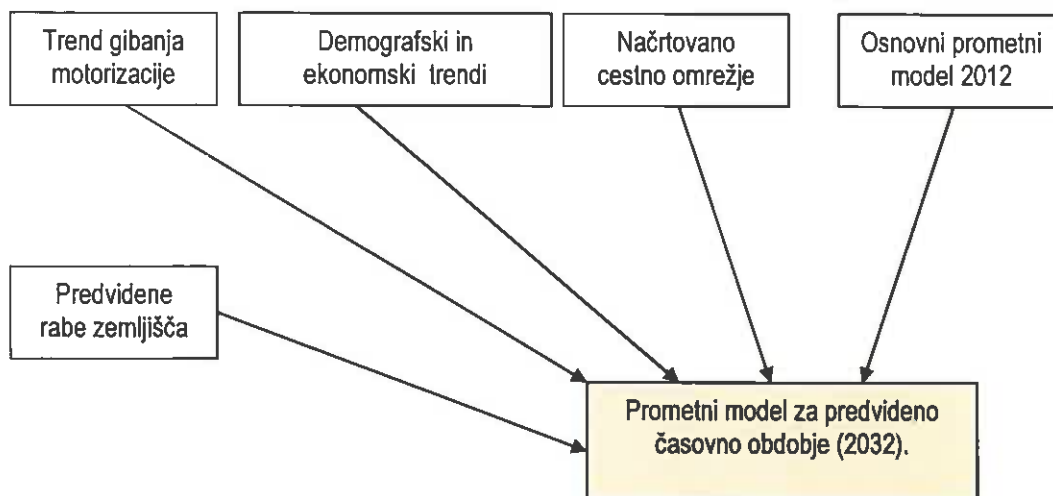 Trend gibanja
motorizacije
Demografski in
ekonomski trendi
Načrtovano
cestno omrežje
Osnovni prometni
model 2012
Predvidene
rabe zemljišča
Prometni model za predvideno
časovno obdobje (2032).